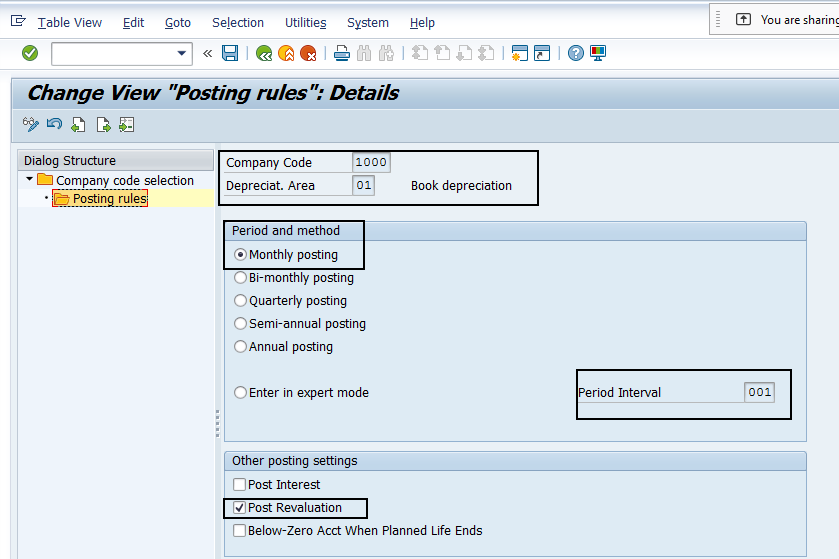 Table View Edit Goto Selection Utilities System Help
You are sharing
Change View "Posting rules": Details
Dialog Structure
Company code selection
Posting rules
Company Code 1000
Depreciat. Area 01 Book depreciation
Period and method
Monthly posting
Bi-monthly posting
Quarterly posting
Semi-annual posting
Annual posting
Enter in expert mode Period Interval 001
Other posting settings
Post Interest
Post Revaluation
Below-Zero Acct When Planned Life Ends